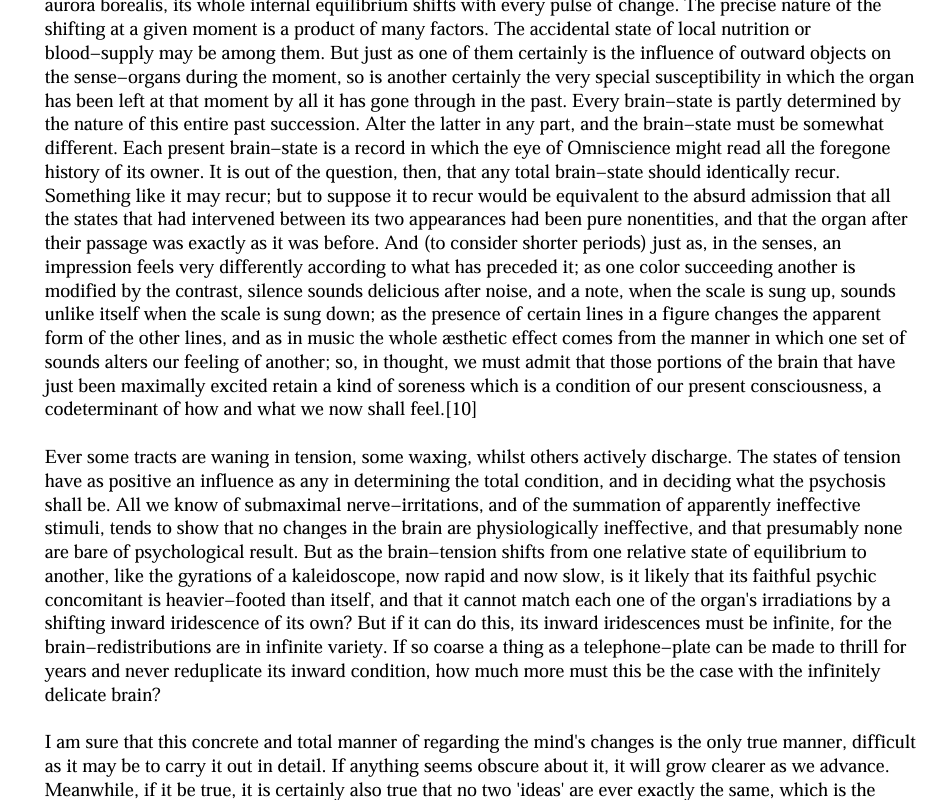 aurora borealis, its whole internal equilibrium shifts with every pulse of change. The precise nature of the
shifting at a given moment is a product of many factors. The accidental state of local nutrition or
blood−supply may be among them. But just as one of them certainly is the influence of outward objects on
the sense−organs during the moment, so is another certainly the very special susceptibility in which the organ
has been left at that moment by all it has gone through in the past. Every brain−state is partly determined by
the nature of this entire past succession. Alter the latter in any part, and the brain−state must be somewhat
different. Each present brain−state is a record in which the eye of Omniscience might read all the foregone
history of its owner. It is out of the question, then, that any total brain−state should identically recur.
Something like it may recur; but to suppose it to recur would be equivalent to the absurd admission that all
the states that had intervened between its two appearances had been pure nonentities, and that the organ after
their passage was exactly as it was before. And (to consider shorter periods) just as, in the senses, an
impression feels very differently according to what has preceded it; as one color succeeding another is
modified by the contrast, silence sounds delicious after noise, and a note, when the scale is sung up, sounds
unlike itself when the scale is sung down; as the presence of certain lines in a figure changes the apparent
form of the other lines, and as in music the whole æsthetic effect comes from the manner in which one set of
sounds alters our feeling of another; so, in thought, we must admit that those portions of the brain that have
just been maximally excited retain a kind of soreness which is a condition of our present consciousness, a
codeterminant of how and what we now shall feel.[10]
Ever some tracts are waning in tension, some waxing, whilst others actively discharge. The states of tension
have as positive an influence as any in determining the total condition, and in deciding what the psychosis
shall be. All we know of submaximal nerve−irritations, and of the summation of apparently ineffective
stimuli, tends to show that no changes in the brain are physiologically ineffective, and that presumably none
are bare of psychological result. But as the brain−tension shifts from one relative state of equilibrium to
another, like the gyrations of a kaleidoscope, now rapid and now slow, is it likely that its faithful psychic
concomitant is heavier−footed than itself, and that it cannot match each one of the organ's irradiations by a
shifting inward iridescence of its own? But if it can do this, its inward iridescences must be infinite, for the
brain−redistributions are in infinite variety. If so coarse a thing as a telephone−plate can be made to thrill for
years and never reduplicate its inward condition, how much more must this be the case with the infinitely
delicate brain?
I am sure that this concrete and total manner of regarding the mind's changes is the only true manner, difficult
as it may be to carry it out in detail. If anything seems obscure about it, it will grow clearer as we advance.
Meanwhile, if it be true, it is certainly also true that no two 'ideas' are ever exactly the same, which is the